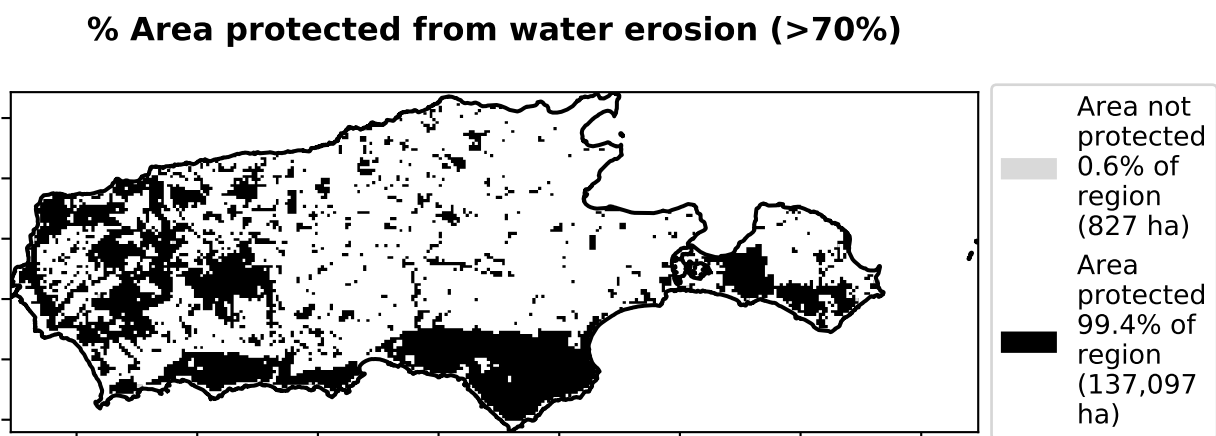 % Area protected from water erosion (>70%)
Area not
protected
0.6% of
region
(827 ha)
Area
protected
99.4% of
region
(137,097
ha)